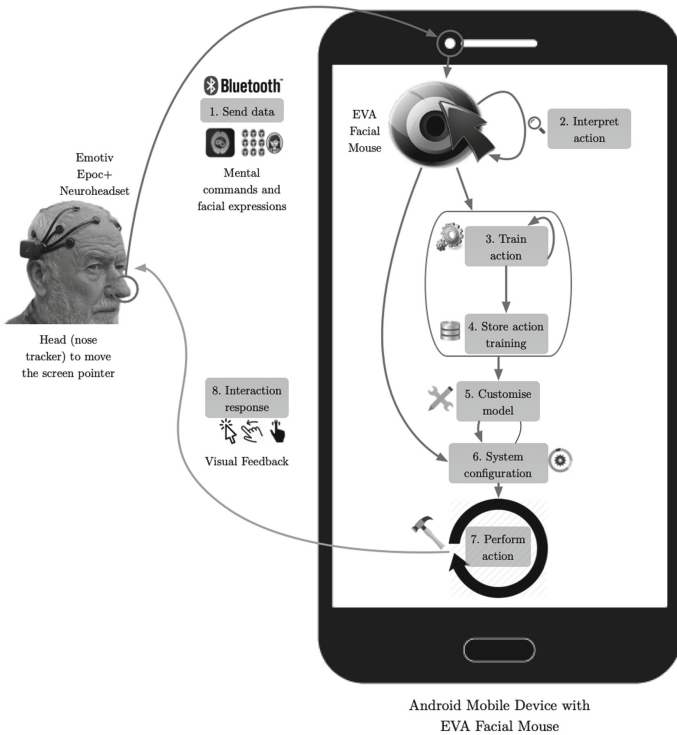 Bluetooth™
1. Send data
Mental
commands and
facial expressions
Emotiv
Epoc+
Neuroheadset
Head (nose
tracker) to move
the screen pointer
8. Interaction
response
Visual Feedback
EVA
Facial
Mouse
2. Interpret
action
3. Train
action
4. Store action
training
5. Customise
model
6. System
configuration
7. Perform
action
Android Mobile Device with
EVA Facial Mouse